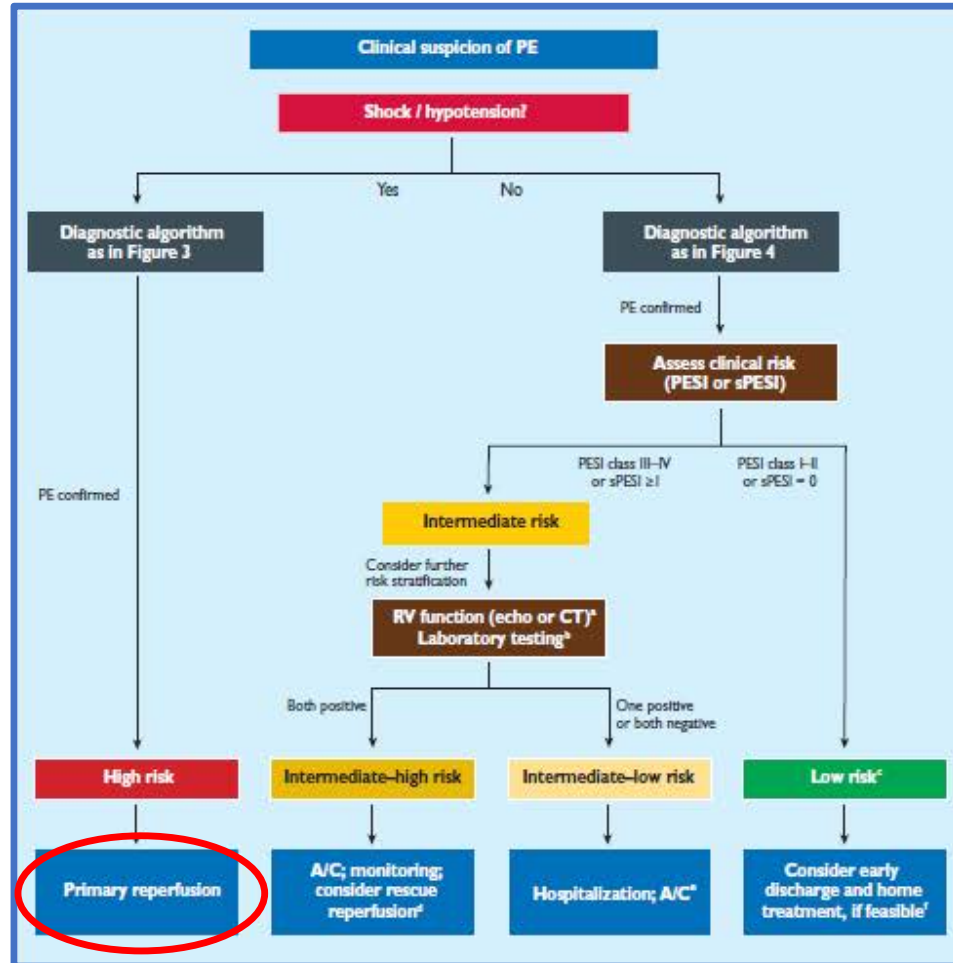 Clinical suspicion of PE
Shock / hypotension?
Yes
No
Diagnostic algorithm
as in Figure 3
Diagnostic algorithm
as in Figure 4
PE confirmed
Assess clinical risk
(PESI or sPESI)
PESI class III–IV
or sPESI ≥1
PESI class I–II
or sPESI = 0
PE confirmed
Intermediate risk
Consider further
risk stratification
RV function (echo or CT)ᵃ
Laboratory testingᵇ
Both positive
One positive
or both negative
High risk
Intermediate–high risk
Intermediate–low risk
Low riskᶜ
Primary reperfusion
A/C; monitoring;
consider rescue
reperfusionᵈ
Hospitalization; A/Cᵉ
Consider early
discharge and home
treatment, if feasibleᶠ